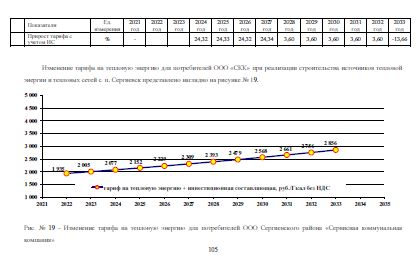 Показатели Ед. измерения 2021 год 2022 год 2023 год 2024 год 2025 год 2026 год 2027 год 2028 год 2029 год 2030 год 2031 год 2032 год 2033 год
Прирост тарифа с учетом ИС % - 24,32 24,33 24,32 24,34 3,60 3,60 3,60 3,60 3,60 -13,66
Изменение тарифа на тепловую энергию для потребителей ООО «СКК» при реализации строительства источников тепловой
энергии и тепловых сетей с. п. Сергиевск представлено наглядно на рисунке № 19.
5 000
4 500
4 000
3 500
3 000
2 500
2 000
1 500
1 000
1 935 2 005 2 077 2 152 2 229 2 309 2 393 2 479 2 568 2 661 2 756 2 856
тариф на тепловую энергию + инвестиционная составляющая, руб./Гкал без НДС
2021 2022 2023 2024 2025 2026 2027 2028 2029 2030 2031 2032 2033 2034 2035
Рис. № 19 – Изменение тарифа на тепловую энергию для потребителей ООО Сергиевского района «Сервисная коммунальная
компания»
105